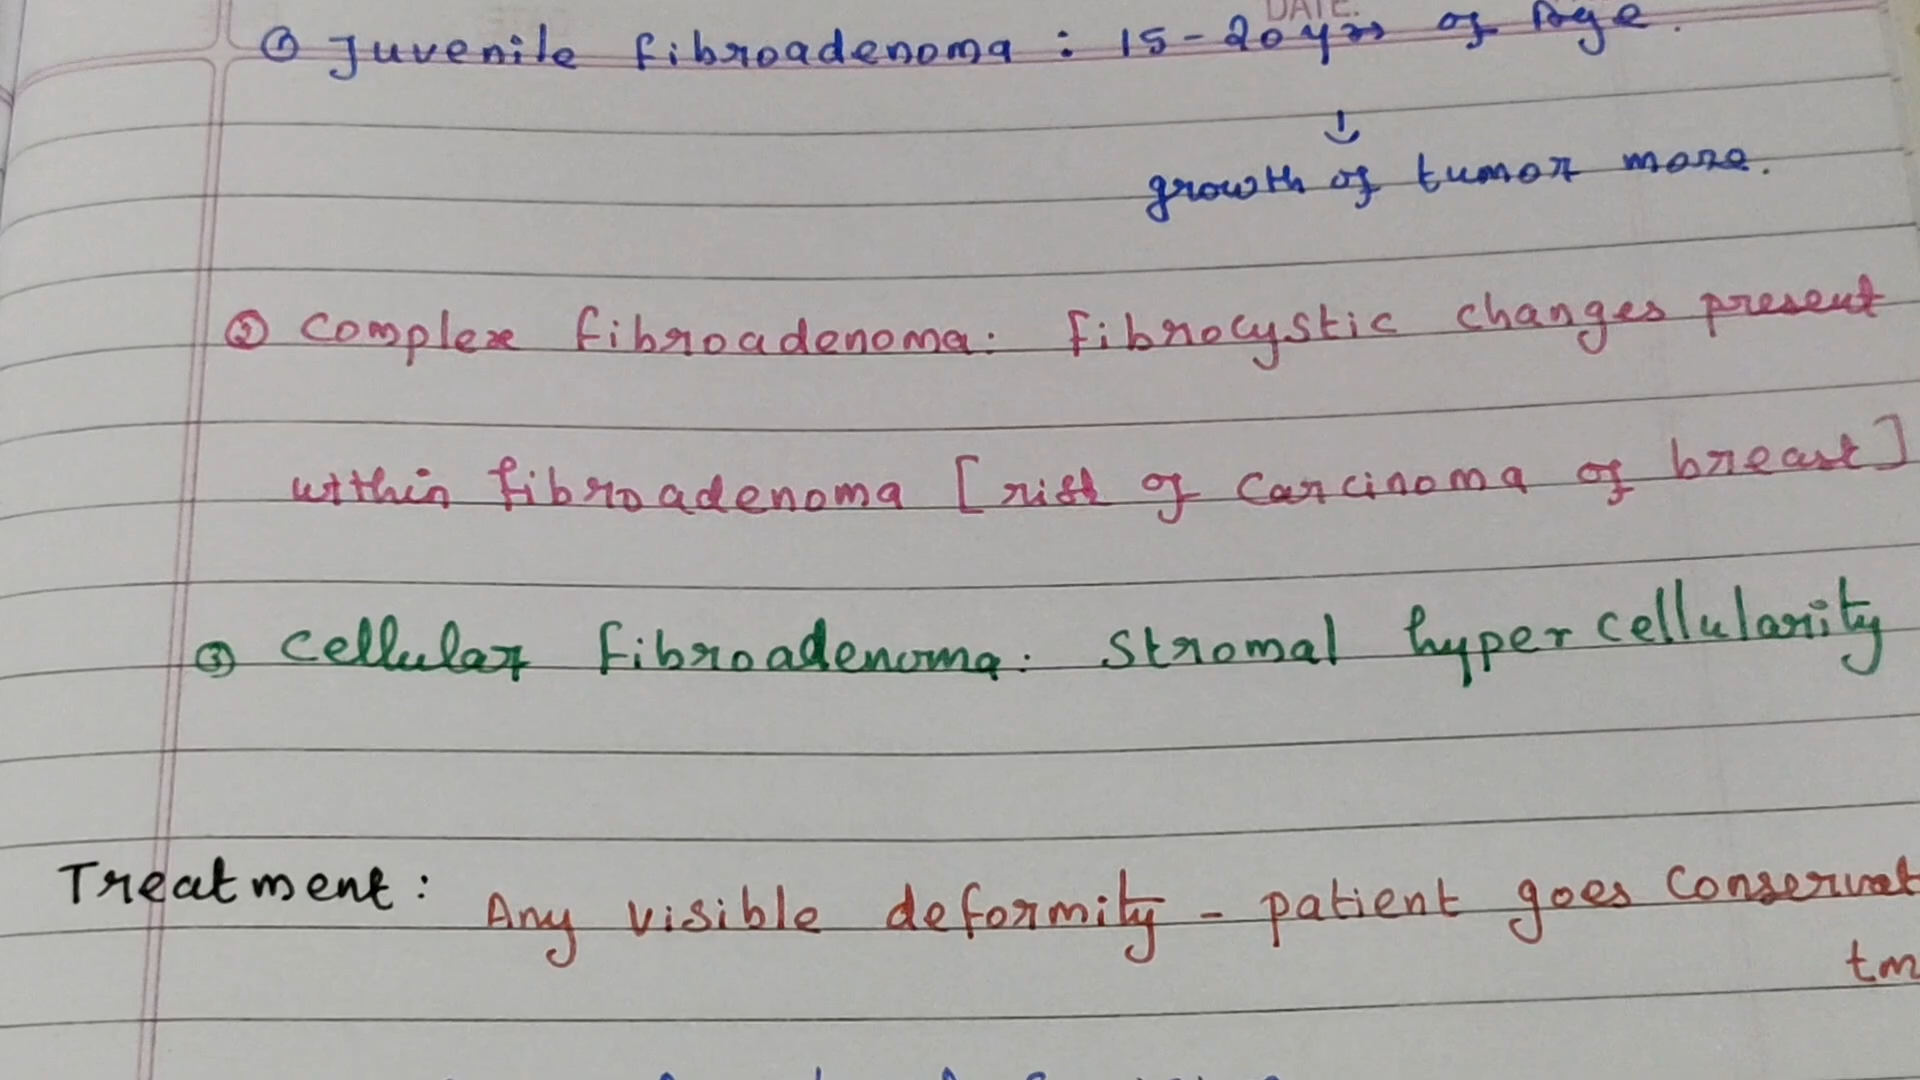 DATE:
① Juvenile fibroadenoma : 15-20 yrs of Age.
↓
growth of tumor more.
② Complex fibroadenoma: fibrocystic changes present
within fibroadenoma [risk of carcinoma of breast]
③ Cellular fibroadenoma: Stromal hyper cellularity
Treatment: Any visible deformity - patient goes Conservat
tm